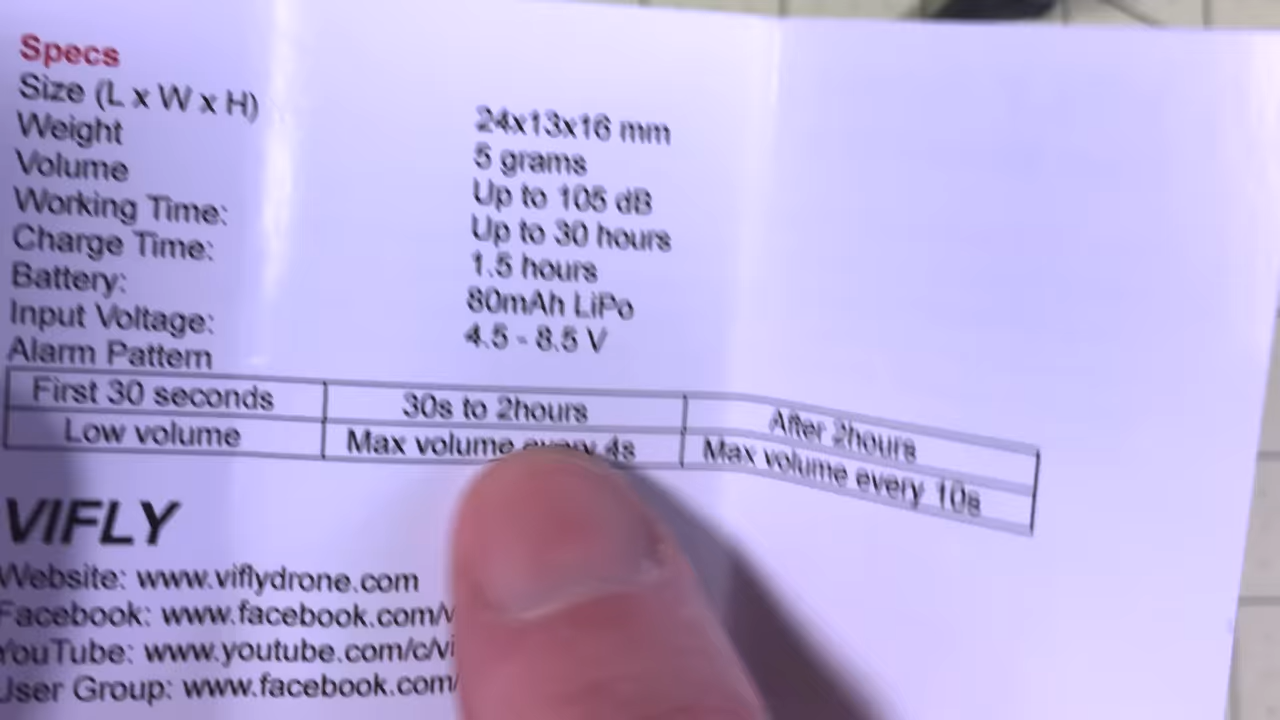 Specs
Size (L x W x H) 24x13x16 mm
Weight 5 grams
Volume Up to 105 dB
Working Time: Up to 30 hours
Charge Time: 1.5 hours
Battery: 80mAh LiPo
Input Voltage: 4.5 - 8.5 V
Alarm Pattern
First 30 seconds 30s to 2hours After 2hours
Low volume Max volume every 4s Max volume every 10s
VIFLY
Website: www.viflydrone.com
Facebook: www.facebook.com/v
YouTube: www.youtube.com/c/vi
User Group: www.facebook.com/